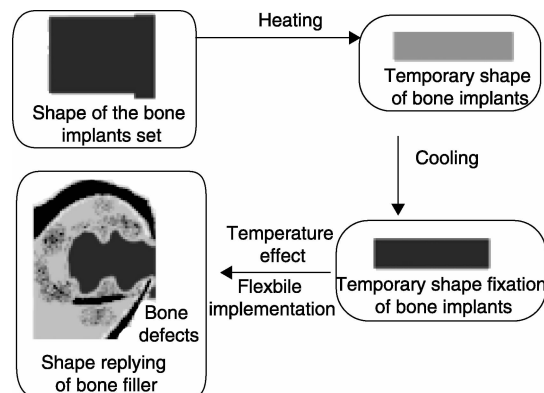 Shape of the bone
implants set
Heating
Temporary shape
of bone implants
Cooling
Temporary shape fixation
of bone implants
Temperature
effect
Flexbile
implementation
Bone
defects
Shape replying
of bone filler